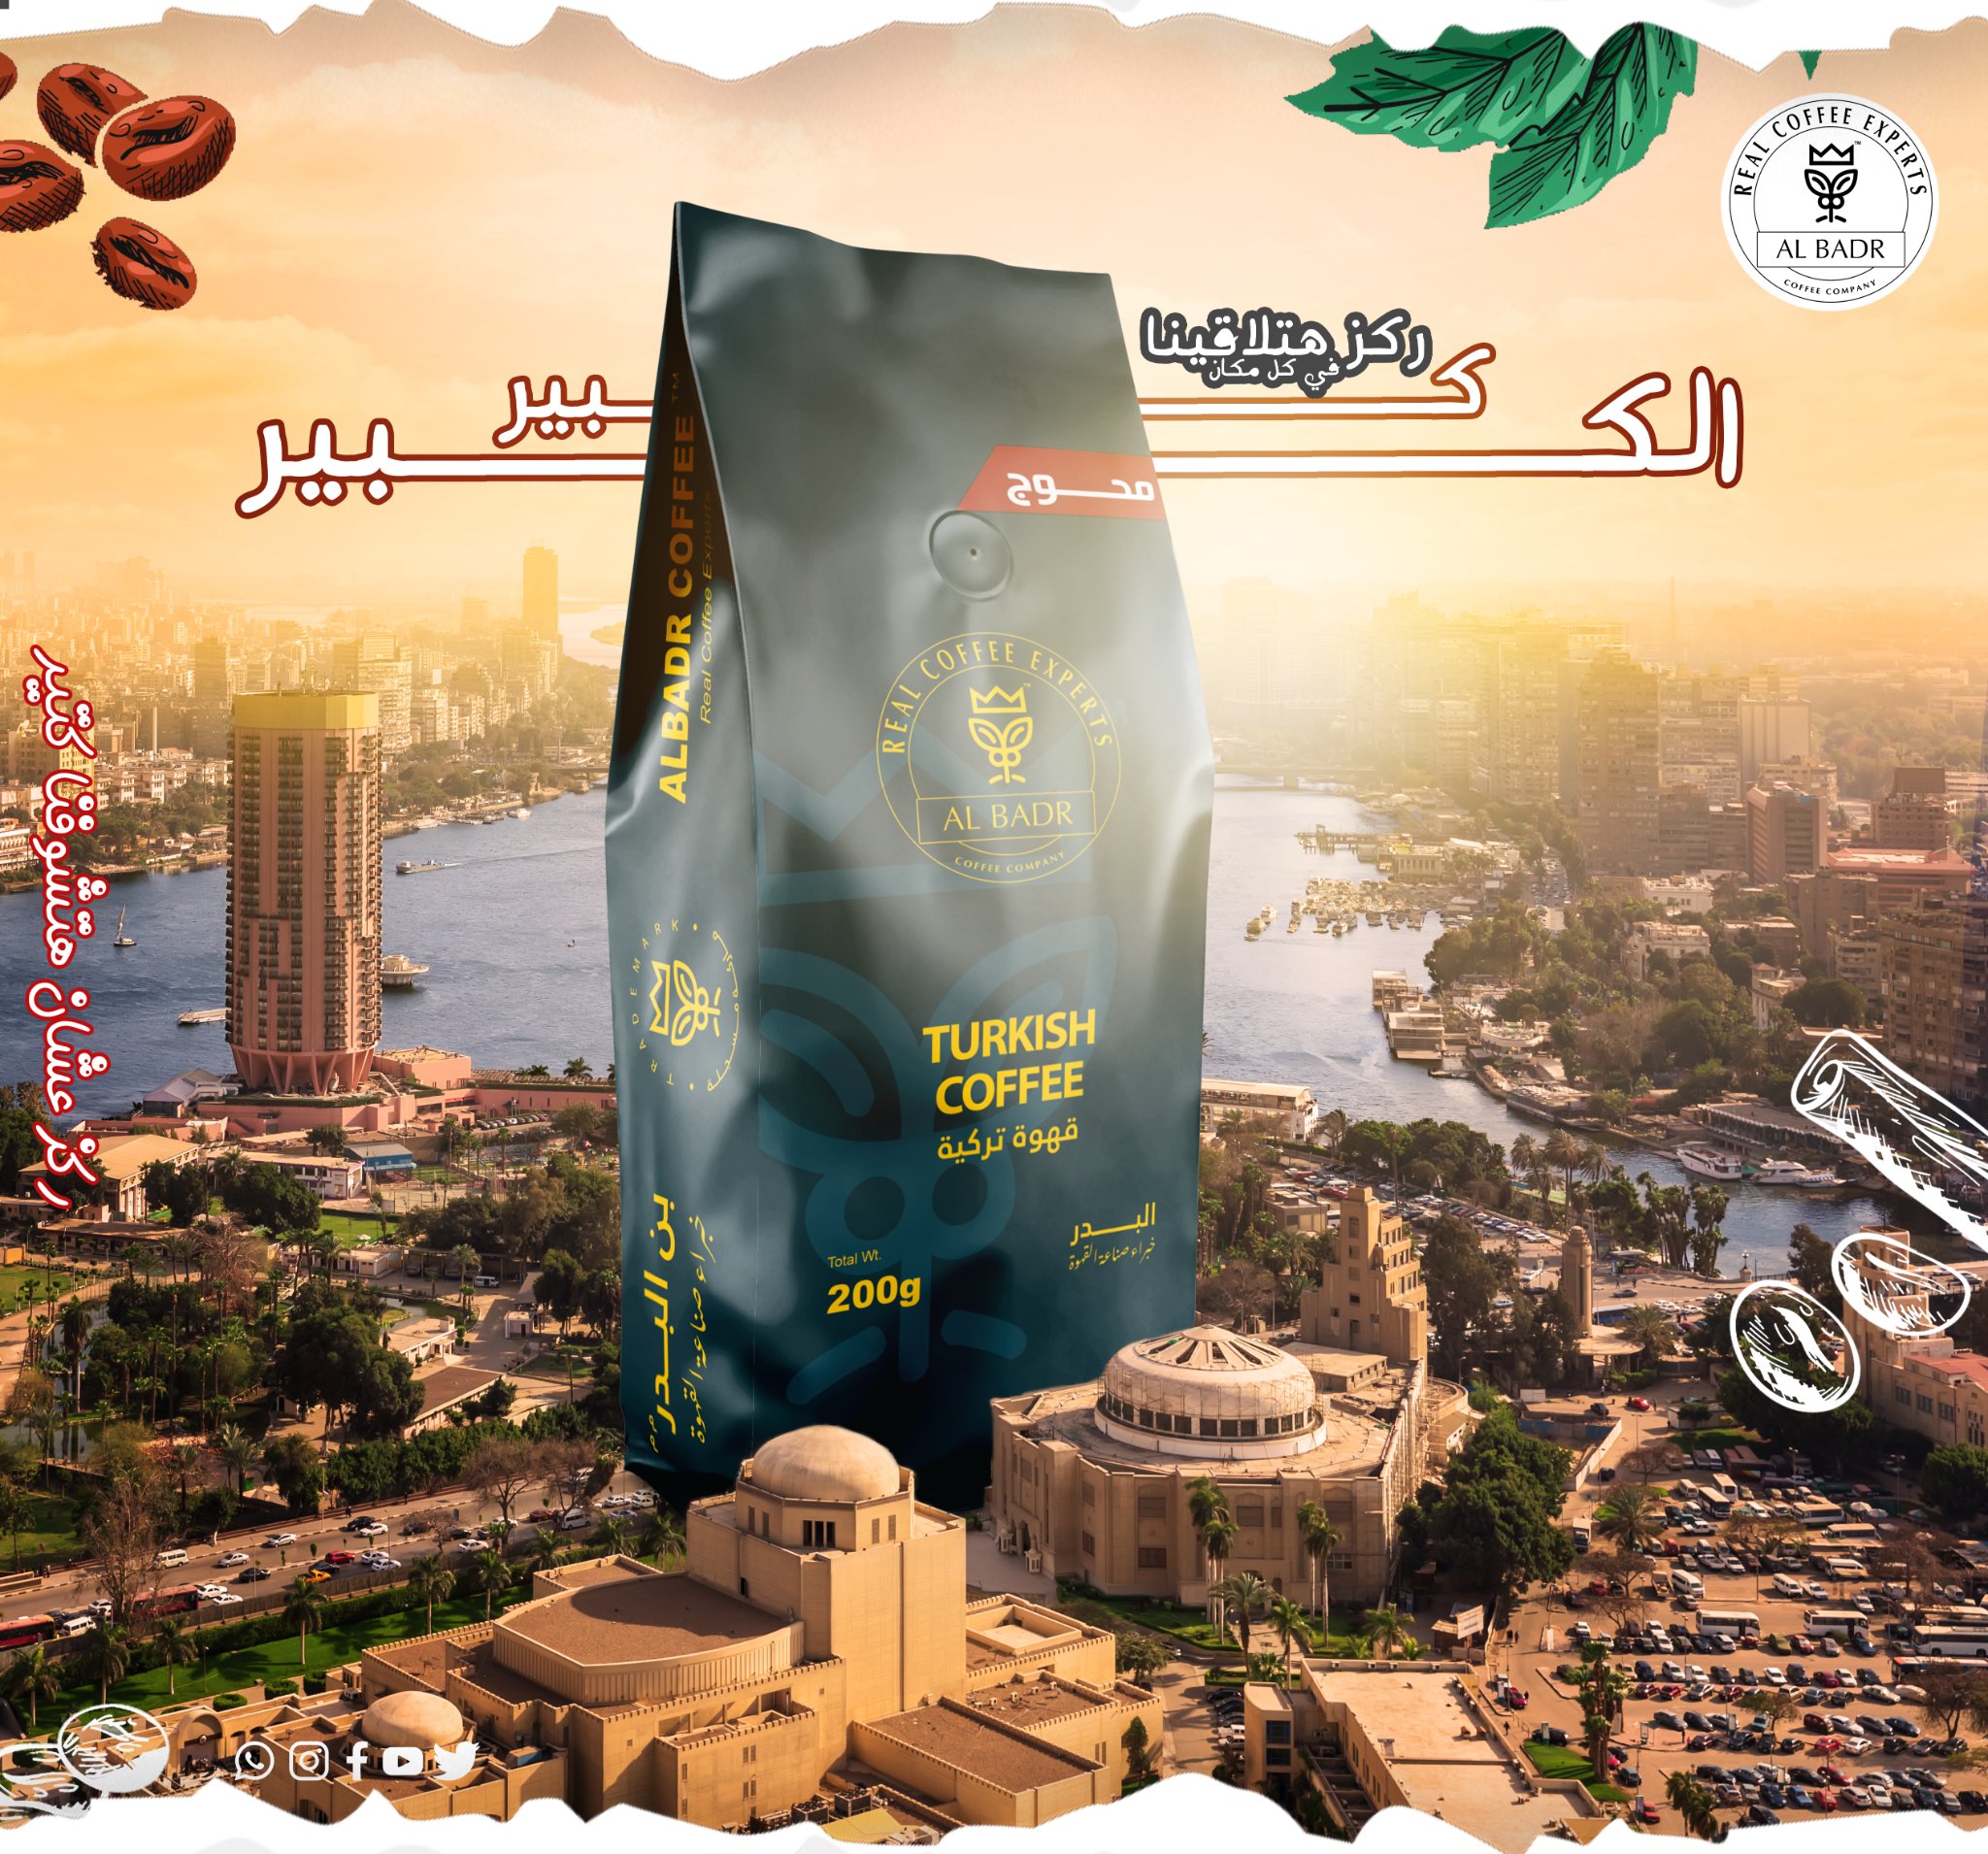 REAL COFFEE EXPERTS
AL BADR
COFFEE COMPANY
ركز هتلاقينا
في كل مكان
كبير
الكبير
محوج
REAL COFFEE EXPERTS
AL BADR
COFFEE COMPANY
TURKISH
COFFEE
قهوة تركية
البدر
خبراء صناعة القهوة
Total Wt.
200g
ALBADR COFFEE ™
Real Coffee Experts
TRADEMARK
بن البدر
خبراء صناعة القهوة
ركز عشان هتشوفنا كتير